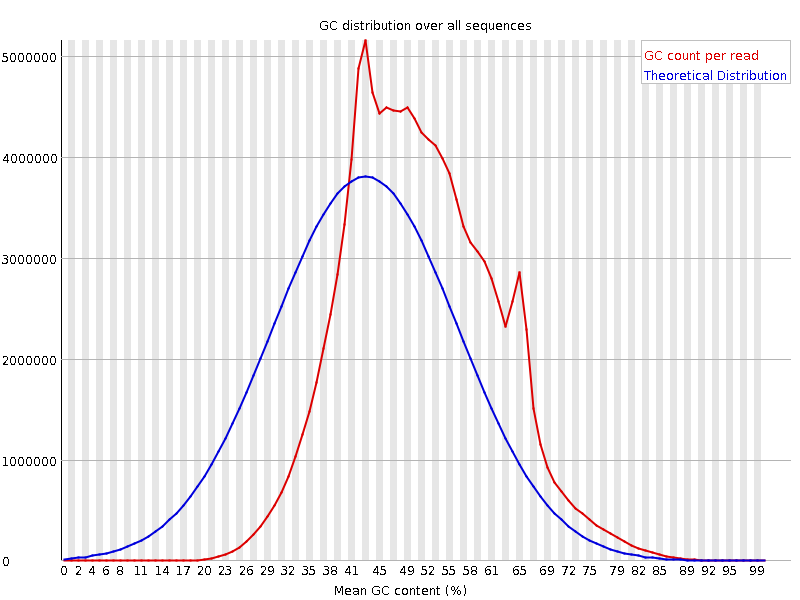 GC distribution over all sequences
GC count per read
Theoretical Distribution
5000000
4000000
3000000
2000000
1000000
0
0 2 4 6 8 11 14 17 20 23 26 29 32 35 38 41 45 49 52 55 58 61 65 69 72 75 79 82 85 89 92 95 99
Mean GC content (%)